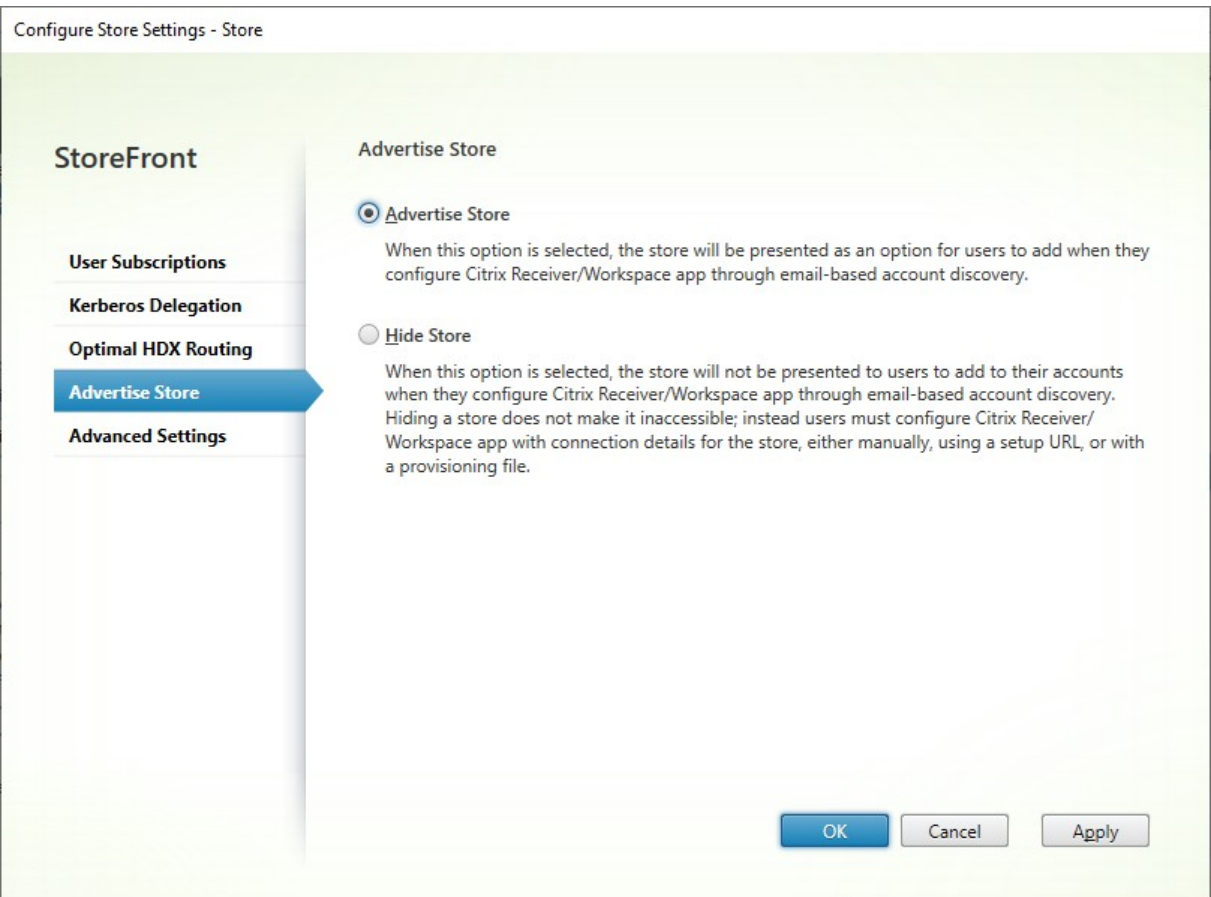 Configure Store Settings - Store
StoreFront
User Subscriptions
Kerberos Delegation
Optimal HDX Routing
Advertise Store
Advanced Settings
Advertise Store
Advertise Store
When this option is selected, the store will be presented as an option for users to add when they
configure Citrix Receiver/Workspace app through email-based account discovery.
Hide Store
When this option is selected, the store will not be presented to users to add to their accounts
when they configure Citrix Receiver/Workspace app through email-based account discovery.
Hiding a store does not make it inaccessible; instead users must configure Citrix Receiver/
Workspace app with connection details for the store, either manually, using a setup URL, or with
a provisioning file.
OK
Cancel
Apply